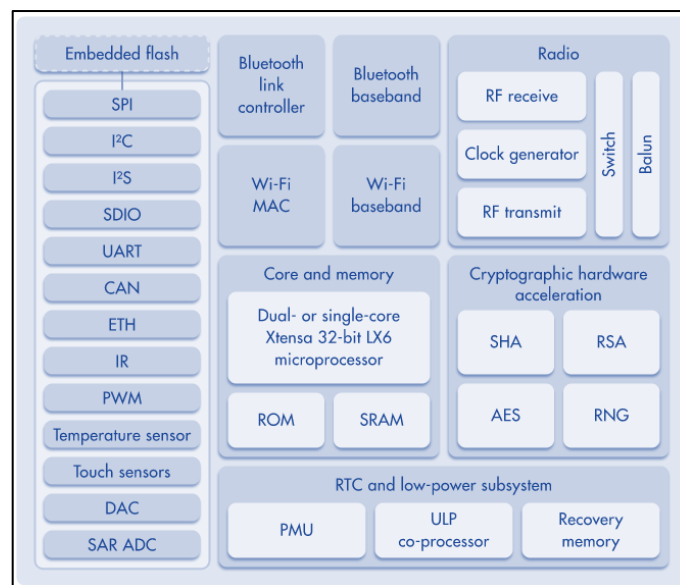 Embedded flash
SPI
I²C
I²S
SDIO
UART
CAN
ETH
IR
PWM
Temperature sensor
Touch sensors
DAC
SAR ADC
Bluetooth
link
controller
Bluetooth
baseband
Wi-Fi
MAC
Wi-Fi
baseband
Radio
RF receive
Clock generator
RF transmit
Switch
Balun
Core and memory
Dual- or single-core
Xtensa 32-bit LX6
microprocessor
ROM
SRAM
Cryptographic hardware
acceleration
SHA
RSA
AES
RNG
RTC and low-power subsystem
PMU
ULP
co-processor
Recovery
memory